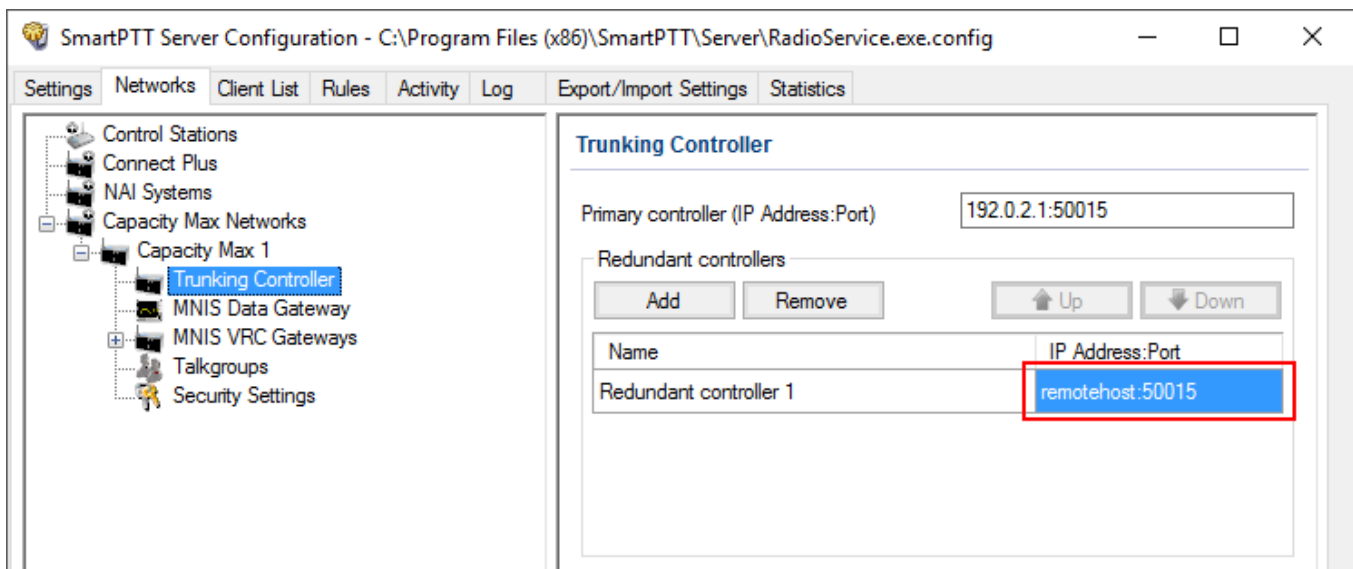 SmartPTT Server Configuration - C:\Program Files (x86)\SmartPTT\Server\RadioService.exe.config
Settings Networks Client List Rules Activity Log Export/Import Settings Statistics
Control Stations
Connect Plus
NAI Systems
Capacity Max Networks
Capacity Max 1
Trunking Controller
MNIS Data Gateway
MNIS VRC Gateways
Talkgroups
Security Settings
Trunking Controller
Primary controller (IP Address:Port) 192.0.2.1:50015
Redundant controllers
Add Remove Up Down
Name IP Address:Port
Redundant controller 1 remotehost:50015